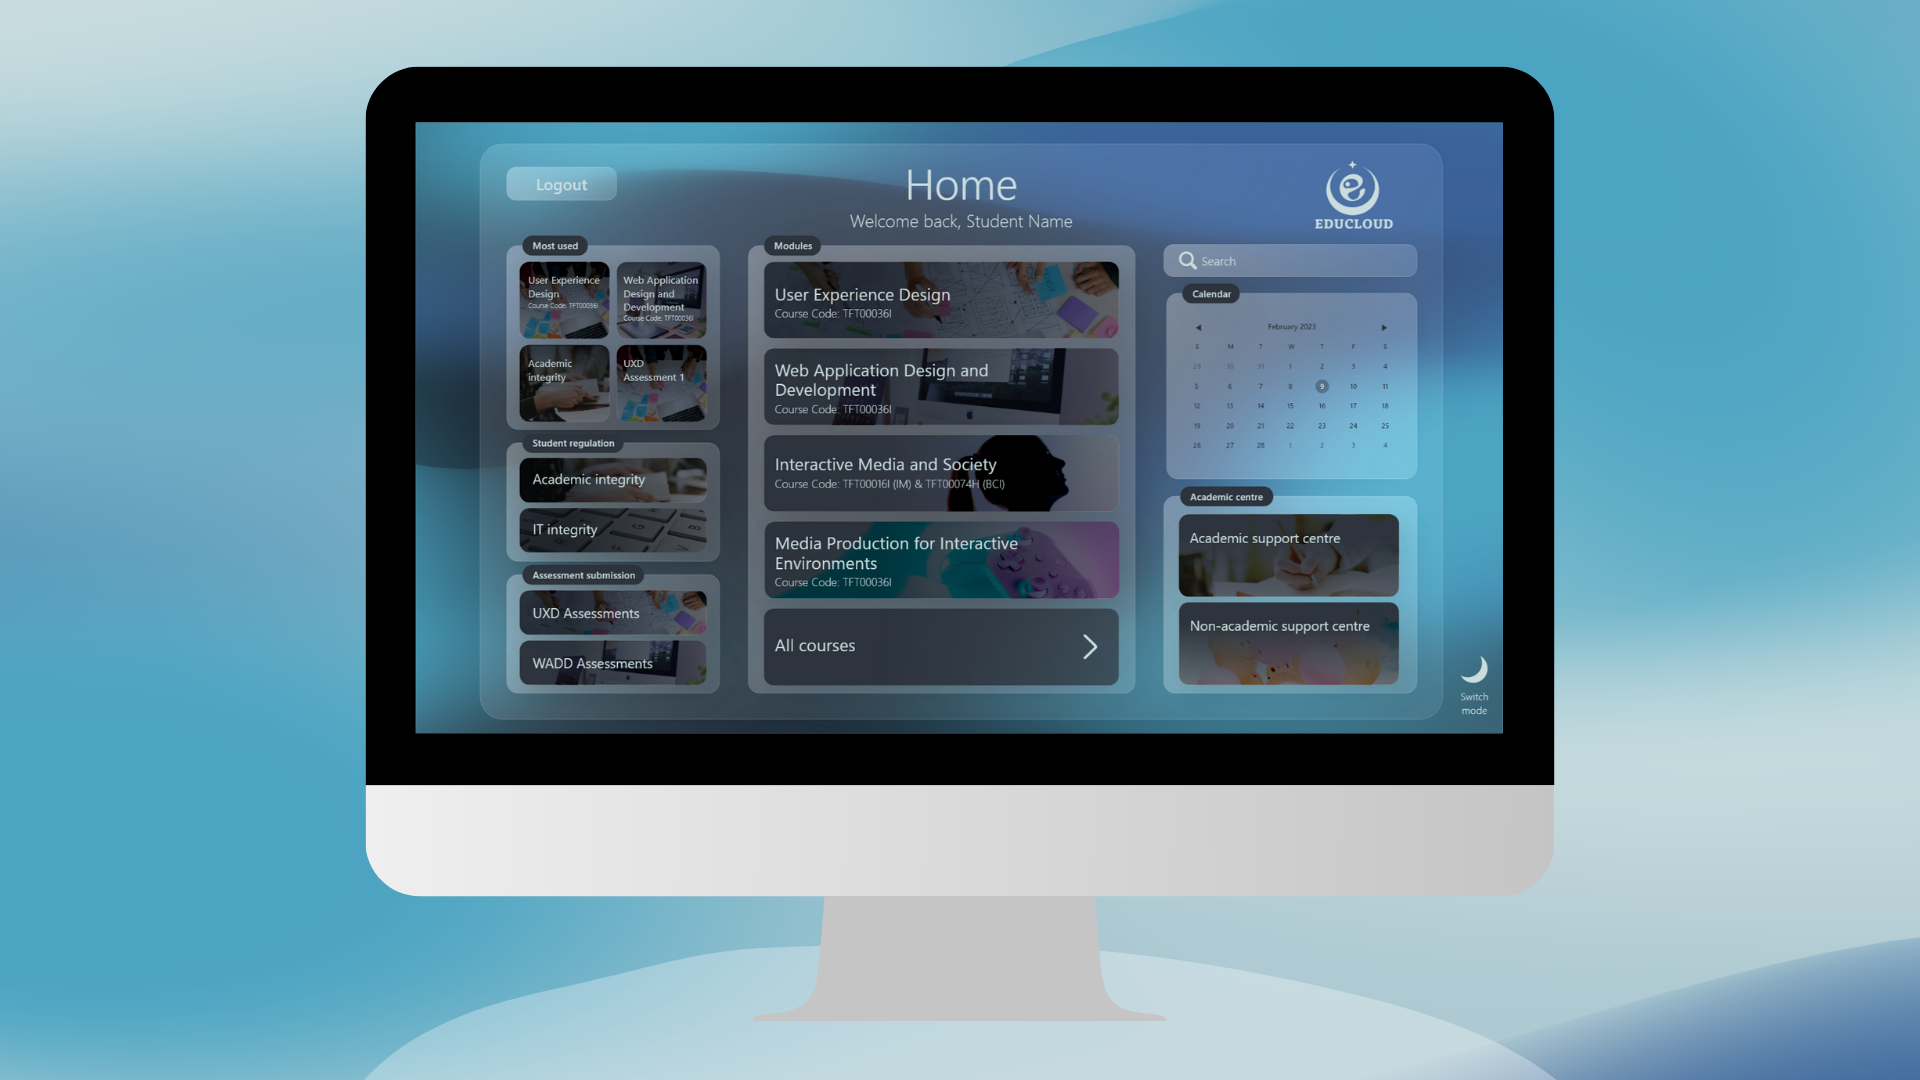 Logout
Home
Welcome back, Student Name
EDUCLOUD
Most used
User Experience
Design
Course Code: TFT00036I
Web Application
Design and
Development
Course Code: TFT00036I
Academic
integrity
UXD
Assessment 1
Student regulation
Academic integrity
IT integrity
Assessment submission
UXD Assessments
WADD Assessments
Modules
User Experience Design
Course Code: TFT00036I
Web Application Design and
Development
Course Code: TFT00036I
Interactive Media and Society
Course Code: TFT00016I (IM) & TFT00074H (BCI)
Media Production for Interactive
Environments
Course Code: TFT00036I
All courses
Search
Calendar
February 2023
S M T W T F S
29 30 31 1 2 3 4
5 6 7 8 9 10 11
12 13 14 15 16 17 18
19 20 21 22 23 24 25
26 27 28 1 2 3 4
Academic centre
Academic support centre
Non-academic support centre
Switch
mode